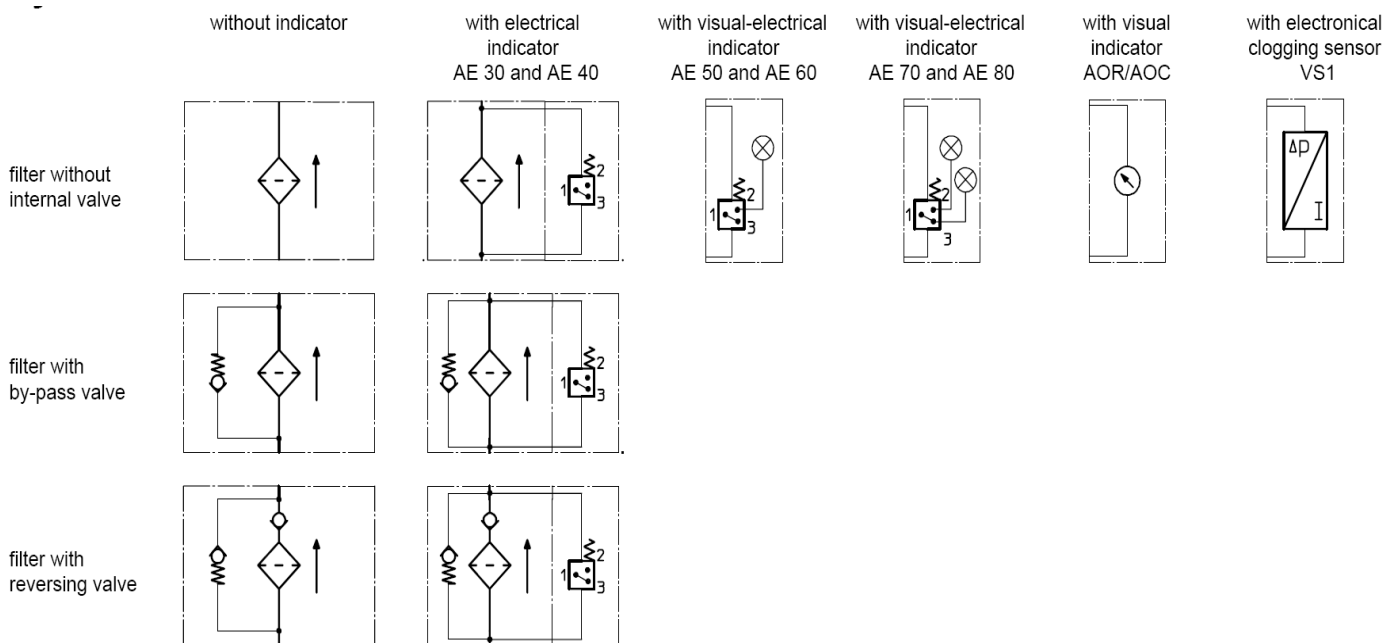 without indicator
with electrical
indicator
AE 30 and AE 40
with visual-electrical
indicator
AE 50 and AE 60
with visual-electrical
indicator
AE 70 and AE 80
with visual
indicator
AOR/AOC
with electronical
clogging sensor
VS1
filter without
internal valve
1 2 3
1 2 3
1 2 3
Δp
I
filter with
by-pass valve
1 2 3
filter with
reversing valve
1 2 3